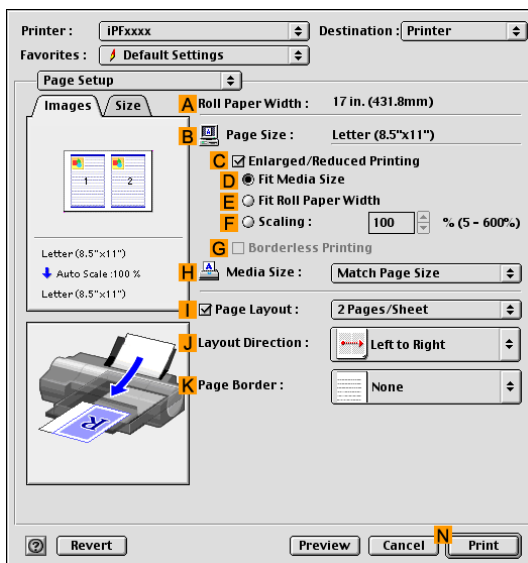 Printer : iPFxxxx Destination : Printer
Favorites : Default Settings
Page Setup
Images Size
A Roll Paper Width : 17 in. (431.8mm)
B Page Size : Letter (8.5"x11")
C Enlarged/Reduced Printing
D Fit Media Size
E Fit Roll Paper Width
F Scaling : 100 % (5 - 600%)
G Borderless Printing
H Media Size : Match Page Size
1 2
Letter (8.5"x11")
Auto Scale :100 %
Letter (8.5"x11")
I Page Layout : 2 Pages/Sheet
J Layout Direction : Left to Right
K Page Border : None
R
? Revert Preview Cancel N Print